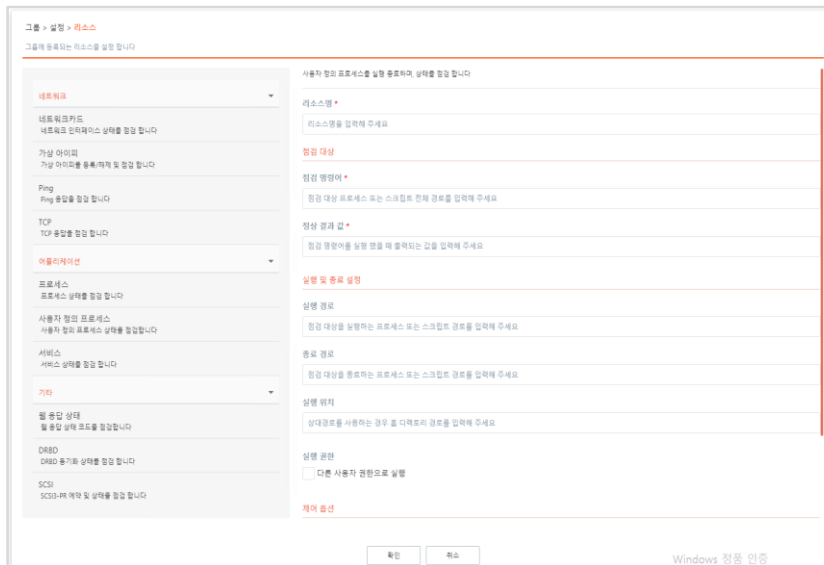 그룹 > 설정 > 리소스
그룹에 등록되는 리소스을 설정 합니다
네트워크
네트워크카드
네트워크 인터페이스 상태를 점검 합니다
가상 아이피
가상 아이피를 등록/해제 및 점검 합니다
Ping
Ping 응답을 점검 합니다
TCP
TCP 응답을 점검 합니다
어플리케이션
프로세스
프로세스 상태를 점검 합니다
사용자 정의 프로세스
사용자 정의 프로세스 상태를 점검합니다
서비스
서비스 상태를 점검 합니다
기타
웹 응답 상태
웹 응답 상태 코드를 점검합니다
DRBD
DRBD 동기화 상태를 점검 합니다
SCSI
SCSI3-PR 예약 및 상태를 점검 합니다
사용자 정의 프로세스를 실행 종료하며, 상태를 점검 합니다
리소스명 *
리소스명을 입력해 주세요
점검 대상
점검 명령어 *
점검 대상 프로세스 또는 스크립트 전체 경로를 입력해 주세요
정상 결과 값 *
점검 명령어를 실행 했을 때 출력되는 값을 입력해 주세요
실행 및 종료 설정
실행 경로
점검 대상을 실행하는 프로세스 또는 스크립트 경로를 입력해 주세요
종료 경로
점검 대상을 종료하는 프로세스 또는 스크립트 경로를 입력해 주세요
실행 위치
상대경로를 사용하는 경우 홈 디렉토리 경로를 입력해 주세요
실행 권한
다른 사용자 권한으로 실행
제어 옵션
확인
취소
Windows 정품 인증